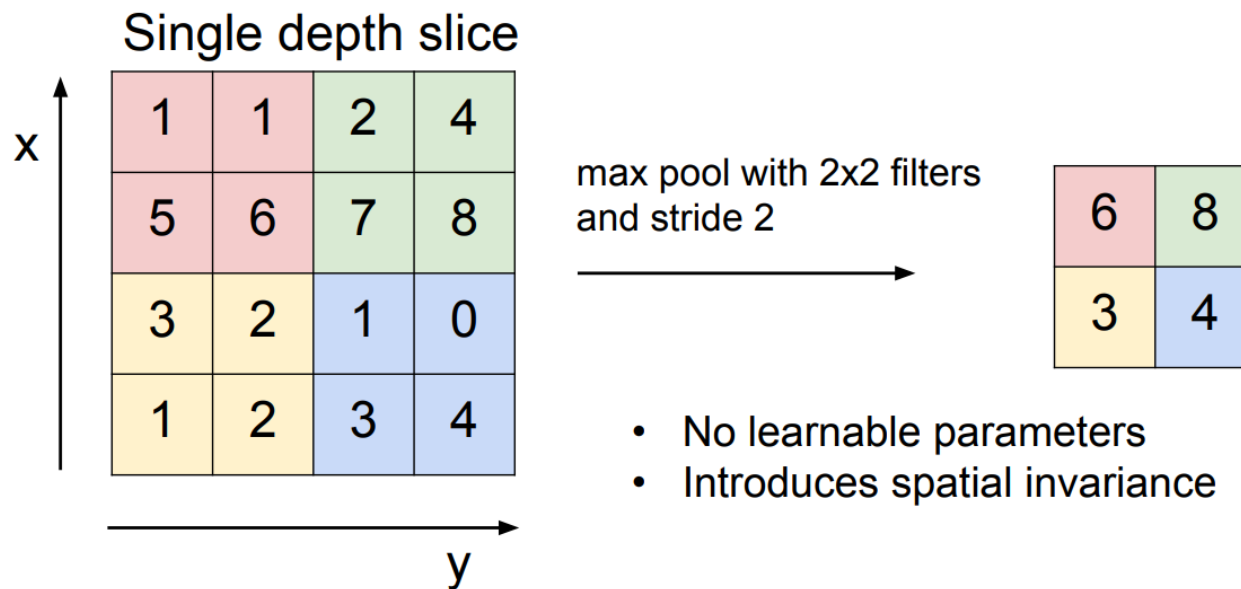 Single depth slice
x
1 1 2 4
5 6 7 8
3 2 1 0
1 2 3 4
y
max pool with 2x2 filters
and stride 2
6 8
3 4
• No learnable parameters
• Introduces spatial invariance